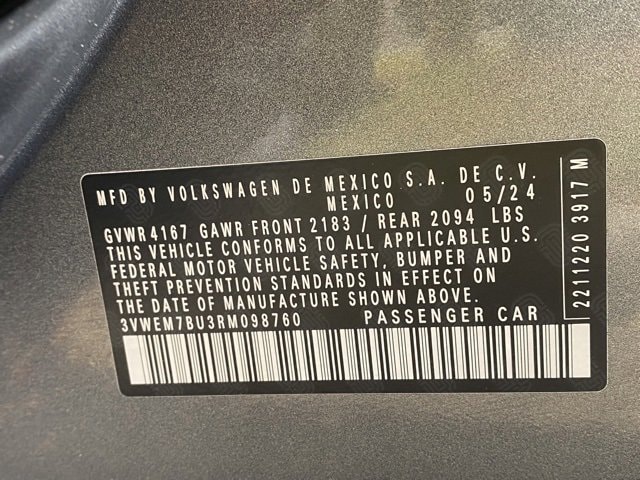 MFD BY VOLKSWAGEN DE MEXICO S.A. DE C.V.
MEXICO 05/24
GVWR 4167 GAWR FRONT 2183 / REAR 2094 LBS
THIS VEHICLE CONFORMS TO ALL APPLICABLE U.S.
FEDERAL MOTOR VEHICLE SAFETY, BUMPER AND
THEFT PREVENTION STANDARDS IN EFFECT ON
THE DATE OF MANUFACTURE SHOWN ABOVE.
3VWEM7BU3RM098760 PASSENGER CAR
2211220 3917 M